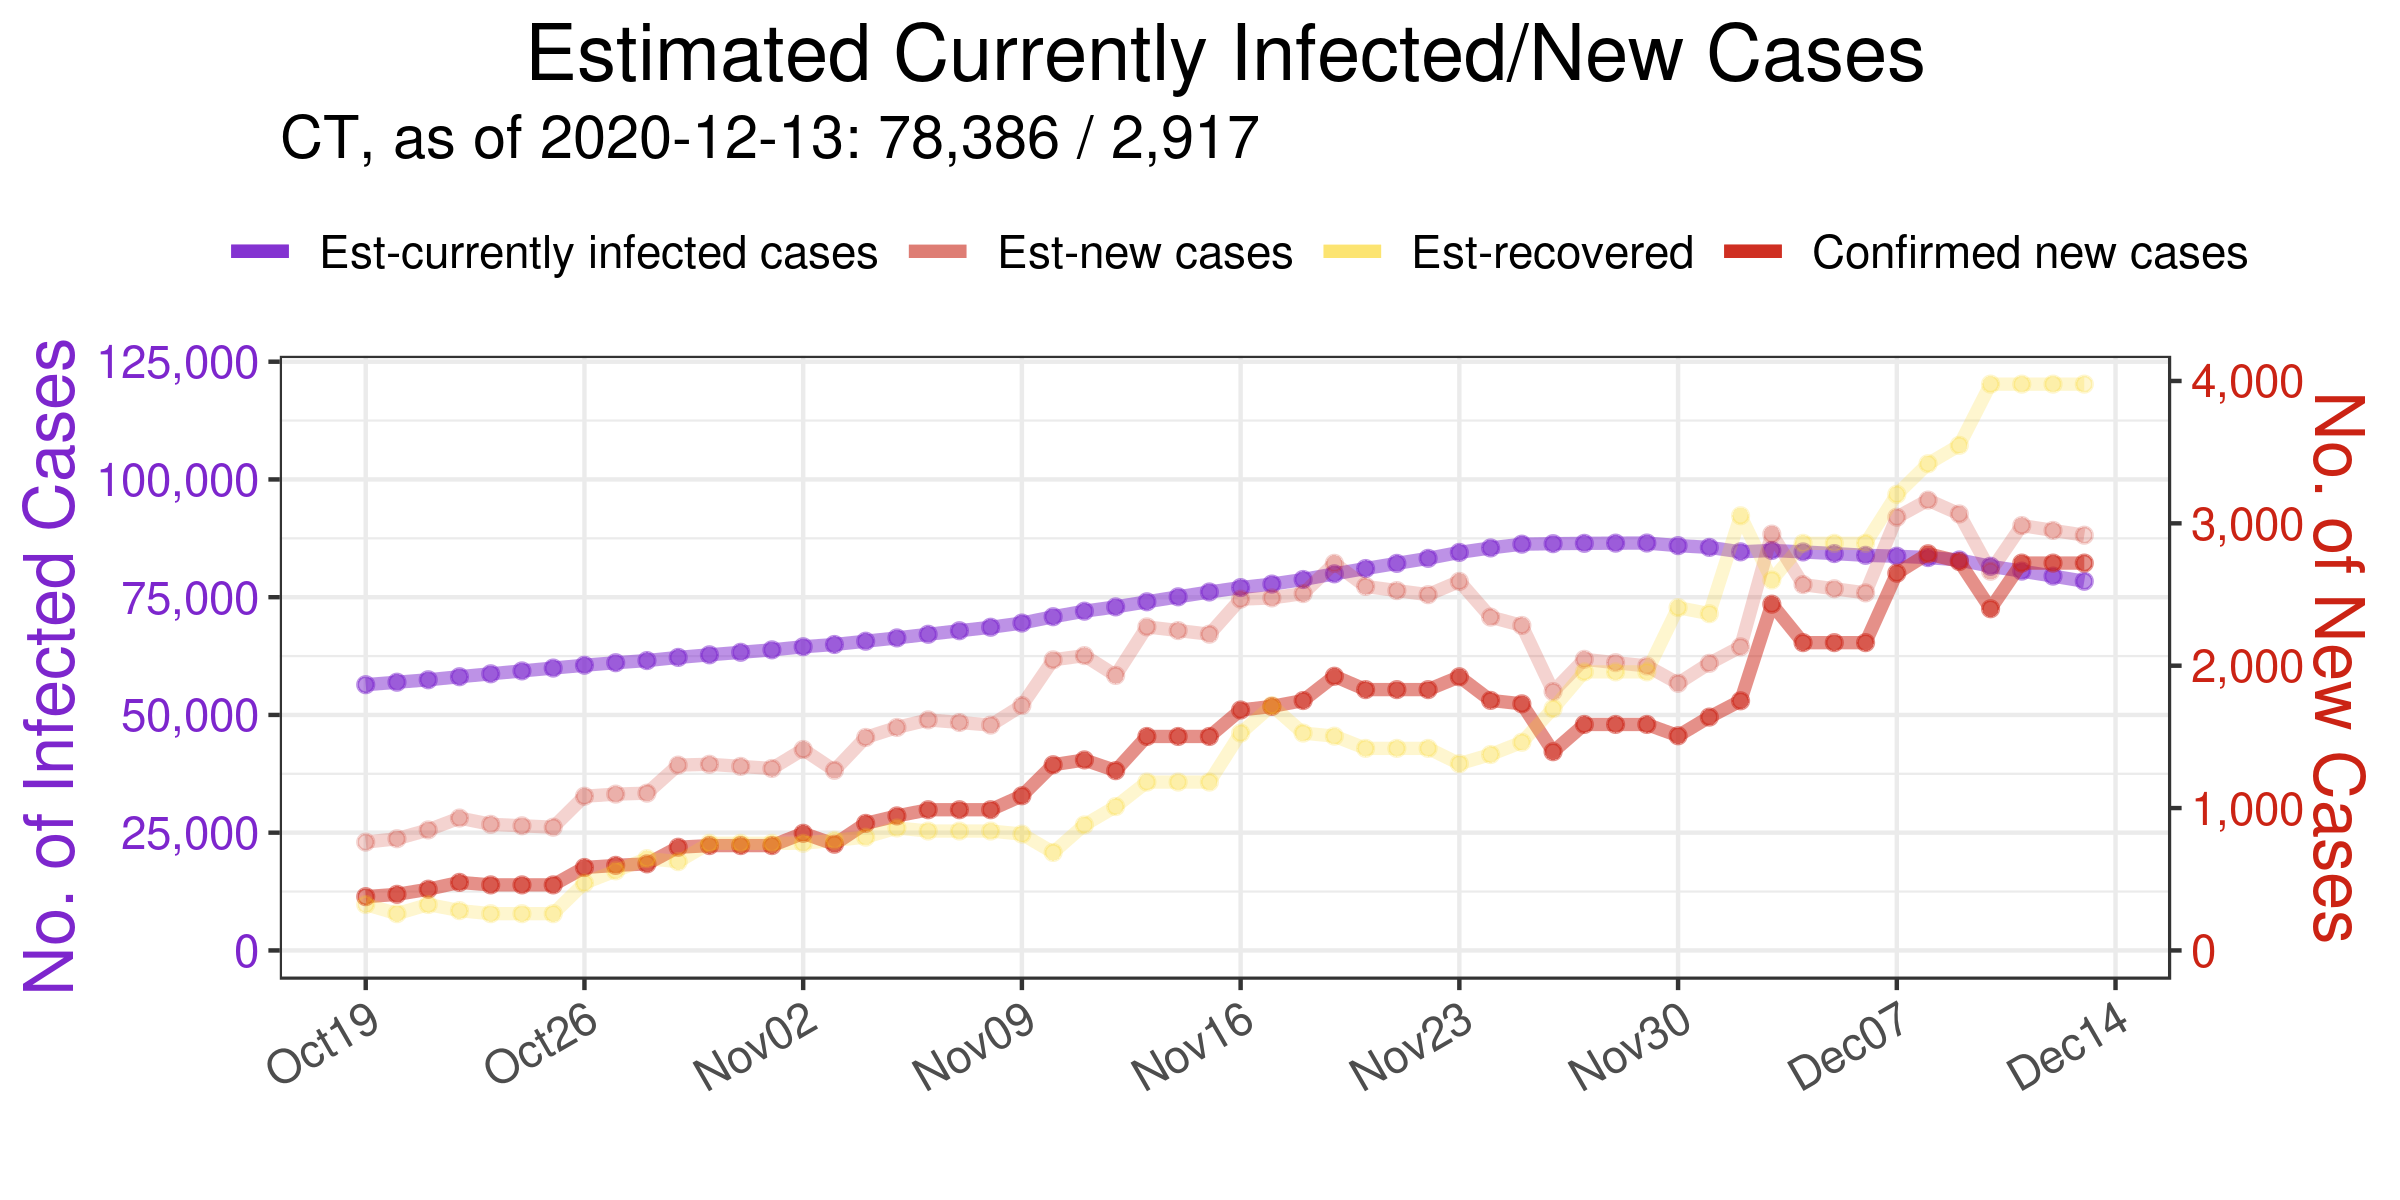 Estimated Currently Infected/New Cases
CT, as of 2020-12-13: 78,386 / 2,917
Est-currently infected cases Est-new cases Est-recovered Confirmed new cases
No. of Infected Cases
125,000
100,000
75,000
50,000
25,000
0
4,000
3,000
2,000
1,000
0
No. of New Cases
Oct19 Oct26 Nov02 Nov09 Nov16 Nov23 Nov30 Dec07 Dec14